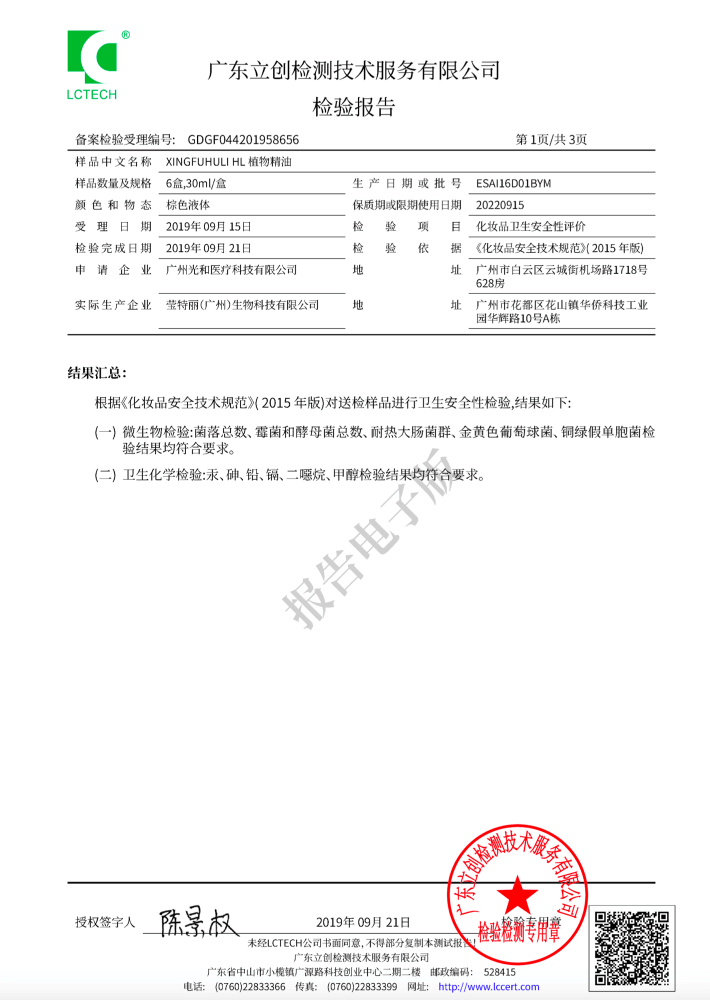 LCTECH
®
广东立创检测技术服务有限公司
检验报告
备案检验受理编号: GDGF044201958656 第 1页/共 3页
样品中文名称 XINGFUHULI HL 植物精油
样品数量及规格 6盒,30ml/盒 生产日期或批号 ESAI16D01BYM
颜色和物态 棕色液体 保质期或限期使用日期 20220915
受理日期 2019年 09月 15日 检验项目 化妆品卫生安全性评价
检验完成日期 2019年 09月 21日 检验依据 《化妆品安全技术规范》( 2015 年版)
申请企业 广州光和医疗科技有限公司 地址 广州市白云区云城街机场路1718号
628房
实际生产企业 莹特丽（广州）生物科技有限公司 地址 广州市花都区花山镇华侨科技工业
园华辉路10号A栋
结果汇总：
根据《化妆品安全技术规范》( 2015 年版)对送检样品进行卫生安全性检验,结果如下:
(一) 微生物检验:菌落总数、霉菌和酵母菌总数、耐热大肠菌群、金黄色葡萄球菌、铜绿假单胞菌检
验结果均符合要求。
(二) 卫生化学检验:汞、砷、铅、镉、二噁烷、甲醇检验结果均符合要求。
报告电子版
广东立创检测技术服务有限公司
检验检测专用章
授权签字人 陈景权 2019年 09月 21日 检验专用章
未经LCTECH公司书面同意,不得部分复制本测试报告!
广东立创检测技术服务有限公司
广东省中山市小榄镇广源路科技创业中心二期二楼 邮政编码: 528415
电话: (0760)22833366 传真: (0760)22833399 网址: http://www.lccert.com